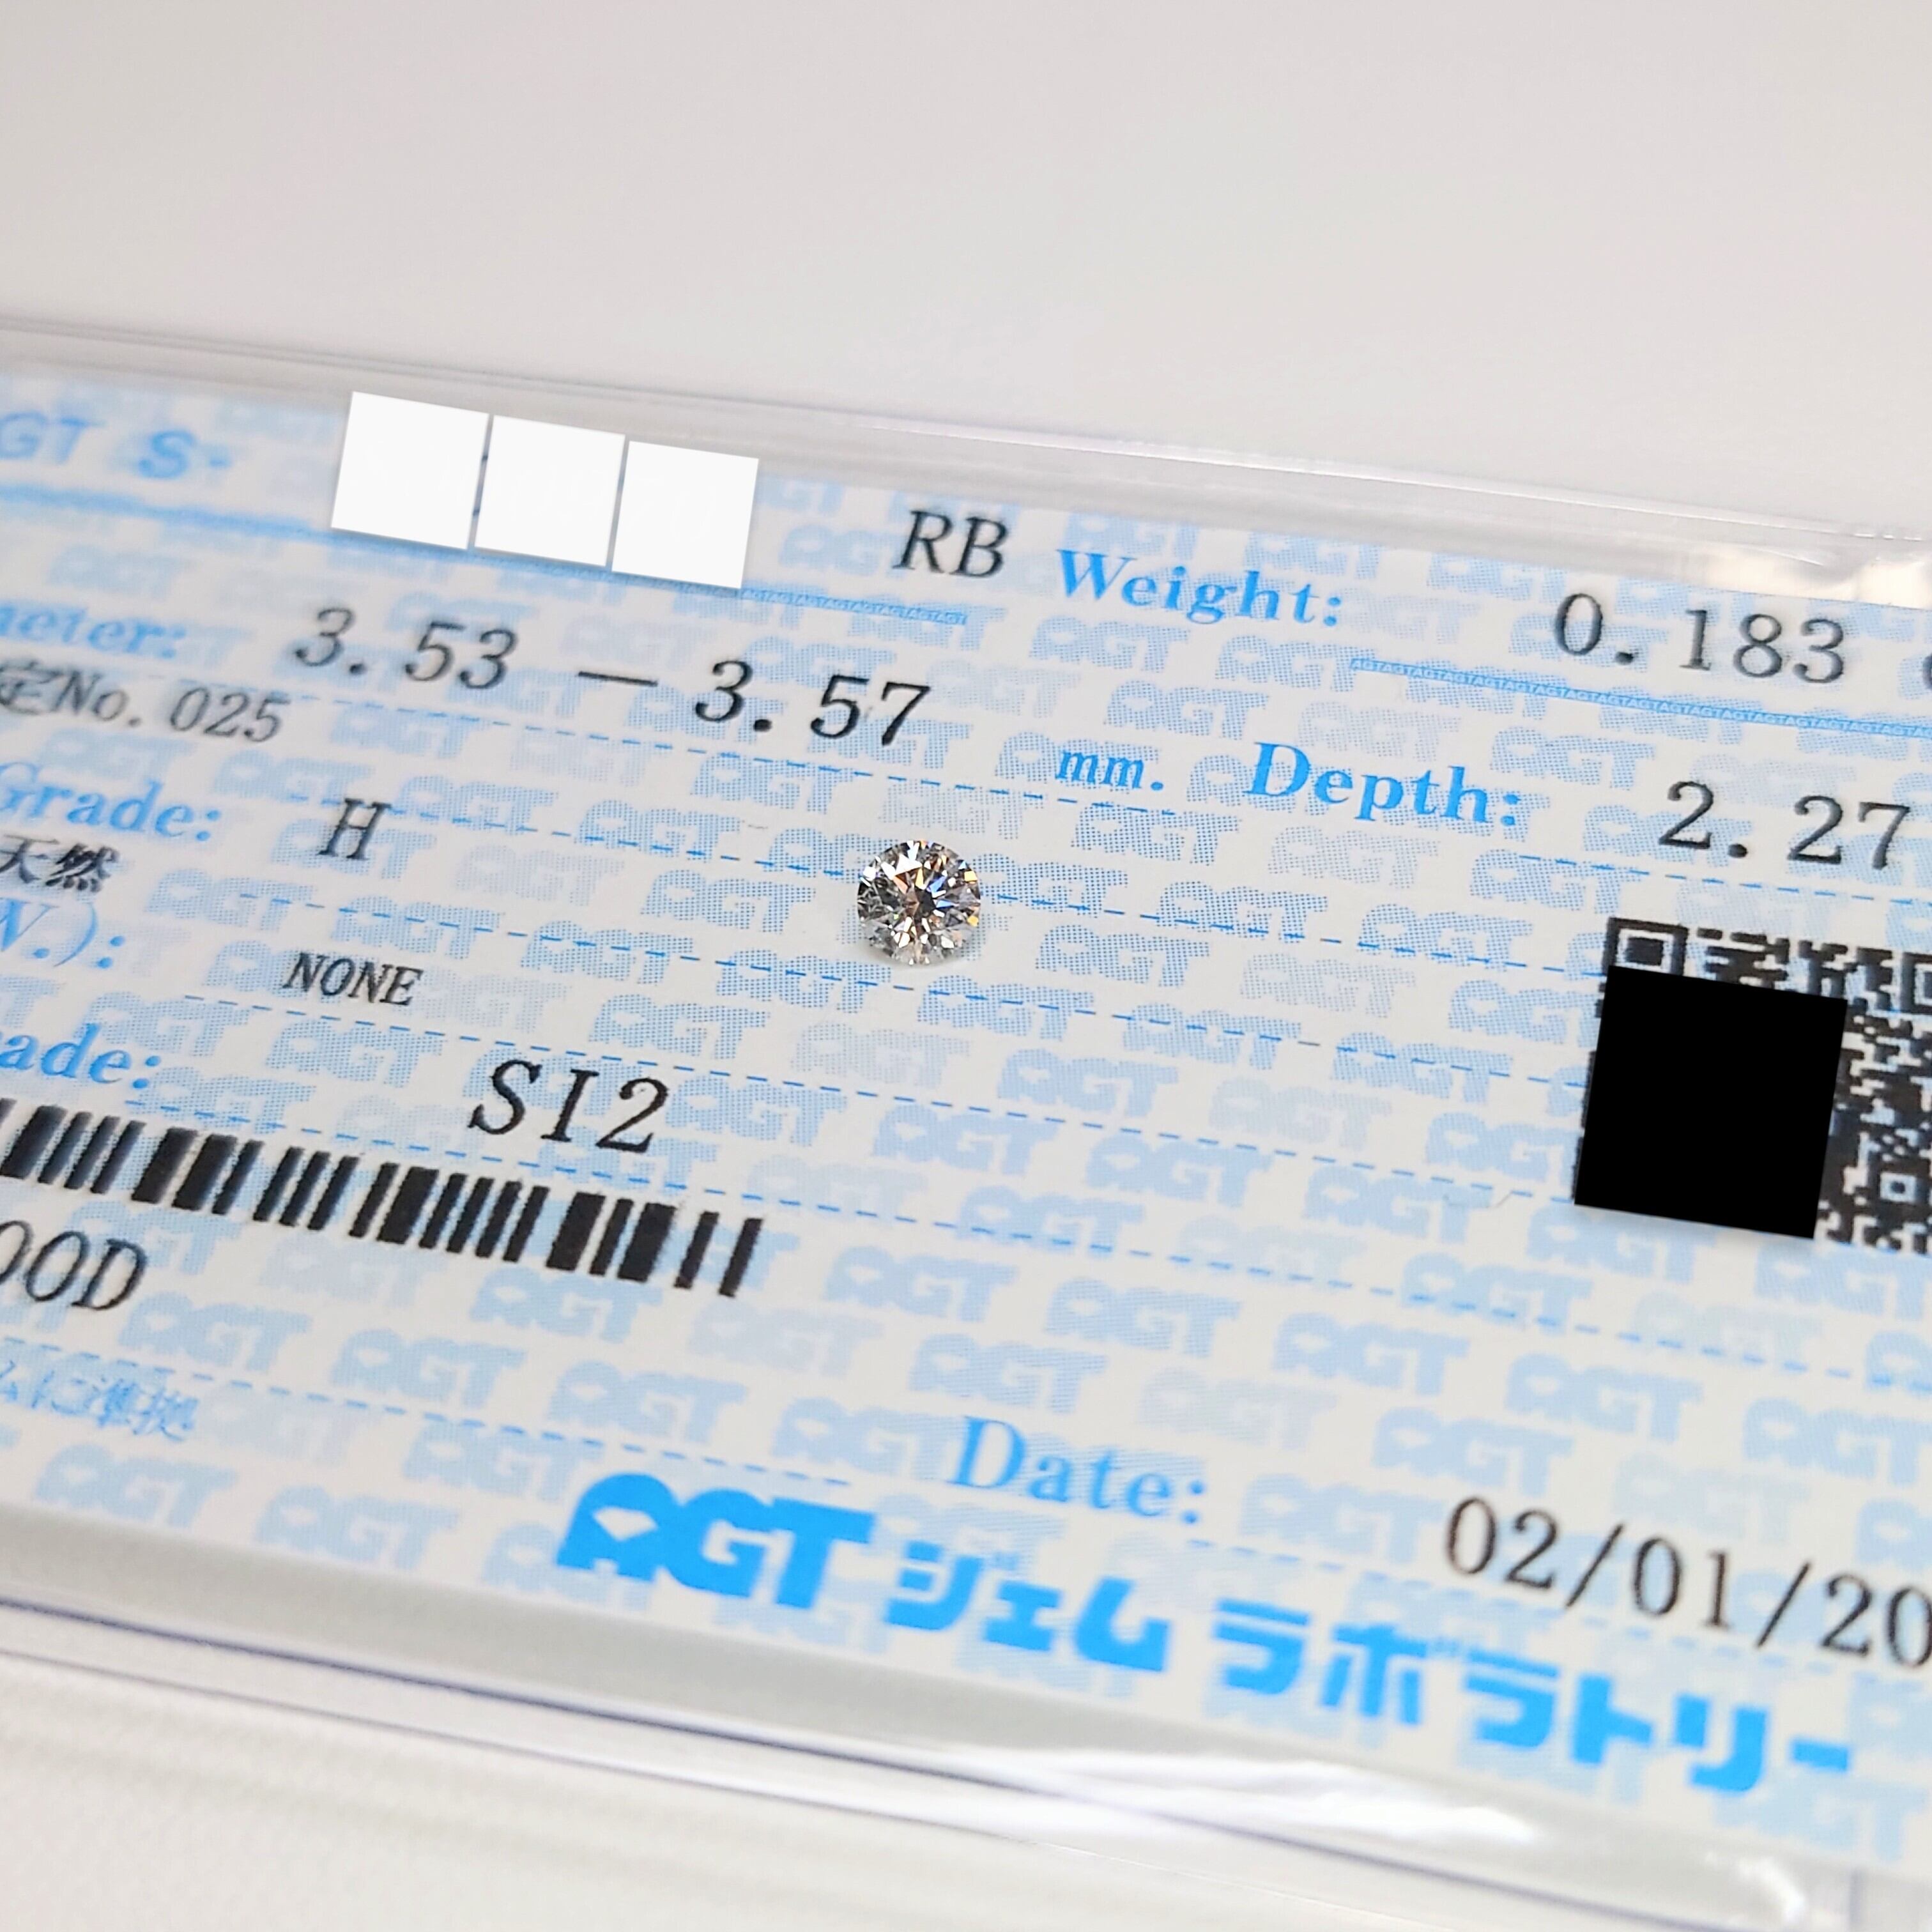 GT S-
RB Weight: 0.183
neter: 3.53 — 3.57 mm. Depth: 2.27
定No. 025
Grade: H
天然
W.): NONE
ade: SI2
OOD
ムに準拠
Date: 02/01/20
AGT ジェム ラボラトリー